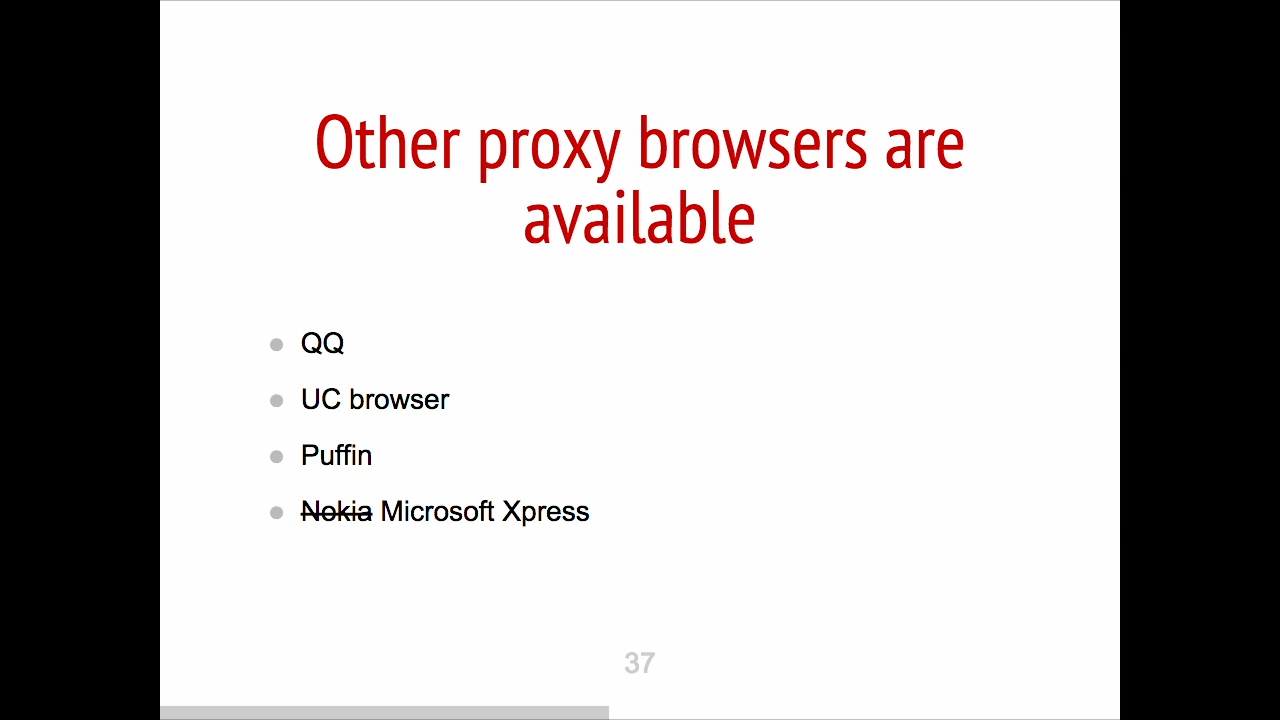 Other proxy browsers are
available
QQ
UC browser
Puffin
Nokia Microsoft Xpress
37